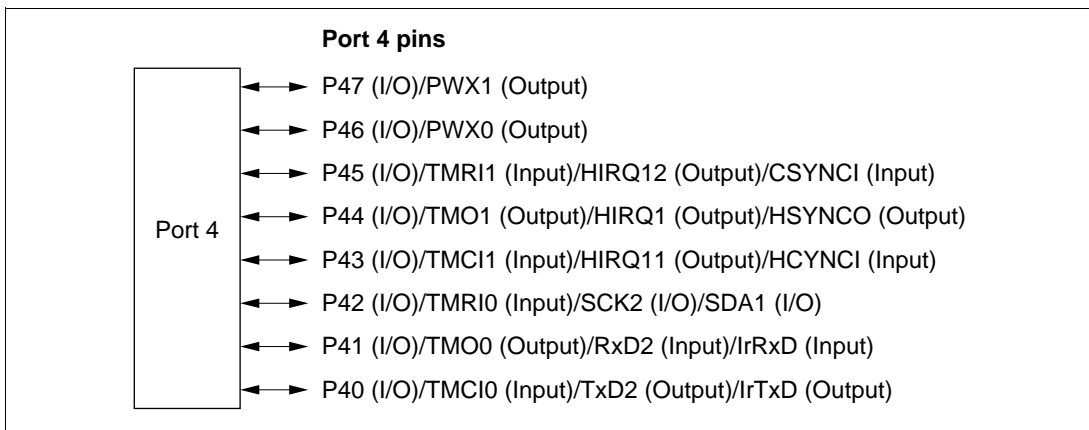 Port 4 pins
P47 (I/O)/PWX1 (Output)
P46 (I/O)/PWX0 (Output)
P45 (I/O)/TMRI1 (Input)/HIRQ12 (Output)/CSYNCI (Input)
P44 (I/O)/TMO1 (Output)/HIRQ1 (Output)/HSYNCO (Output)
Port 4
P43 (I/O)/TMCI1 (Input)/HIRQ11 (Output)/HCYNCI (Input)
P42 (I/O)/TMRI0 (Input)/SCK2 (I/O)/SDA1 (I/O)
P41 (I/O)/TMO0 (Output)/RxD2 (Input)/IrRxD (Input)
P40 (I/O)/TMCI0 (Input)/TxD2 (Output)/IrTxD (Output)